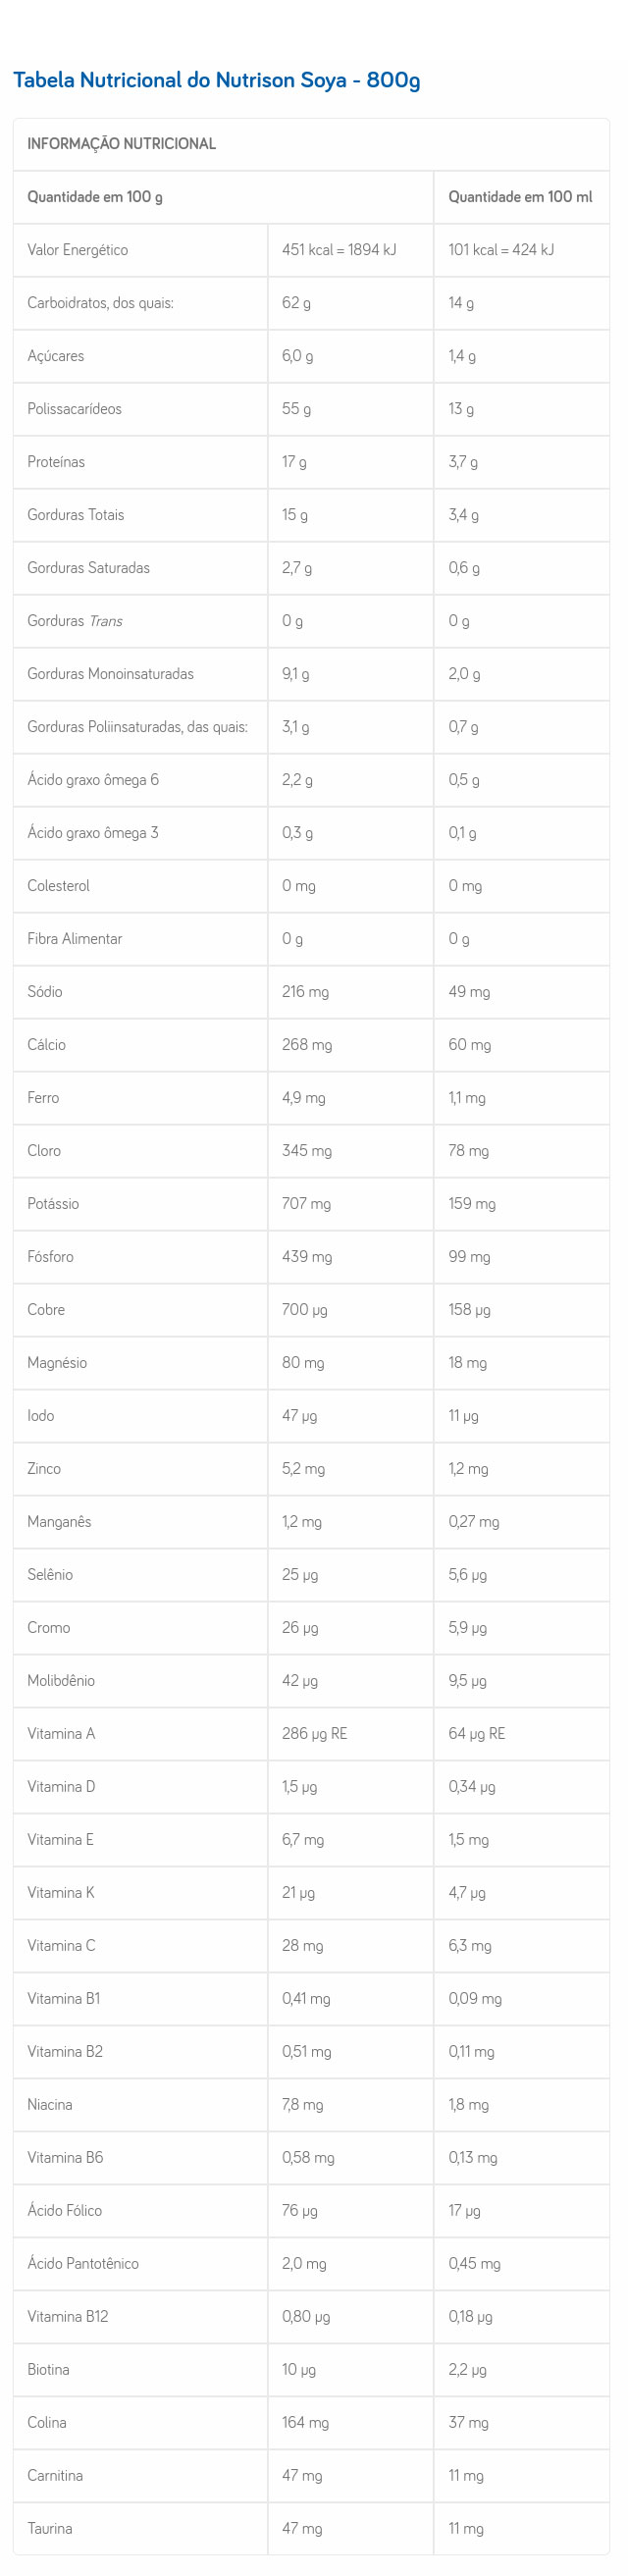 Tabela Nutricional do Nutrison Soya - 800g
INFORMAÇÃO NUTRICIONAL
Quantidade em 100 g Quantidade em 100 ml
Valor Energético 451 kcal = 1894 kJ 101 kcal = 424 kJ
Carboidratos, dos quais: 62 g 14 g
Açúcares 6,0 g 1,4 g
Polissacarídeos 55 g 13 g
Proteínas 17 g 3,7 g
Gorduras Totais 15 g 3,4 g
Gorduras Saturadas 2,7 g 0,6 g
Gorduras Trans 0 g 0 g
Gorduras Monoinsaturadas 9,1 g 2,0 g
Gorduras Poliinsaturadas, das quais: 3,1 g 0,7 g
Ácido graxo ômega 6 2,2 g 0,5 g
Ácido graxo ômega 3 0,3 g 0,1 g
Colesterol 0 mg 0 mg
Fibra Alimentar 0 g 0 g
Sódio 216 mg 49 mg
Cálcio 268 mg 60 mg
Ferro 4,9 mg 1,1 mg
Cloro 345 mg 78 mg
Potássio 707 mg 159 mg
Fósforo 439 mg 99 mg
Cobre 700 µg 158 µg
Magnésio 80 mg 18 mg
Iodo 47 µg 11 µg
Zinco 5,2 mg 1,2 mg
Manganês 1,2 mg 0,27 mg
Selênio 25 µg 5,6 µg
Cromo 26 µg 5,9 µg
Molibdênio 42 µg 9,5 µg
Vitamina A 286 µg RE 64 µg RE
Vitamina D 1,5 µg 0,34 µg
Vitamina E 6,7 mg 1,5 mg
Vitamina K 21 µg 4,7 µg
Vitamina C 28 mg 6,3 mg
Vitamina B1 0,41 mg 0,09 mg
Vitamina B2 0,51 mg 0,11 mg
Niacina 7,8 mg 1,8 mg
Vitamina B6 0,58 mg 0,13 mg
Ácido Fólico 76 µg 17 µg
Ácido Pantotênico 2,0 mg 0,45 mg
Vitamina B12 0,80 µg 0,18 µg
Biotina 10 µg 2,2 µg
Colina 164 mg 37 mg
Carnitina 47 mg 11 mg
Taurina 47 mg 11 mg